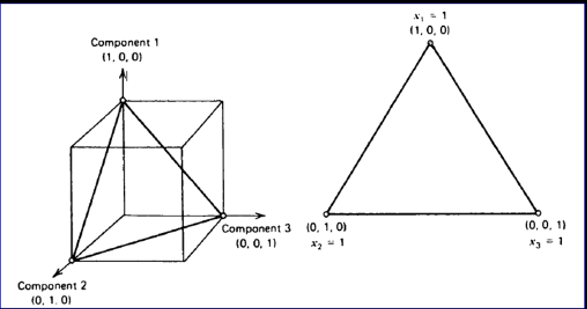 Component 1
(1, 0, 0)
Component 3
(0, 0, 1)
Component 2
(0, 1. 0)
x₁ = 1
(1, 0, 0)
(0, 1, 0)
x₂ = 1
(0, 0, 1)
x₃ = 1